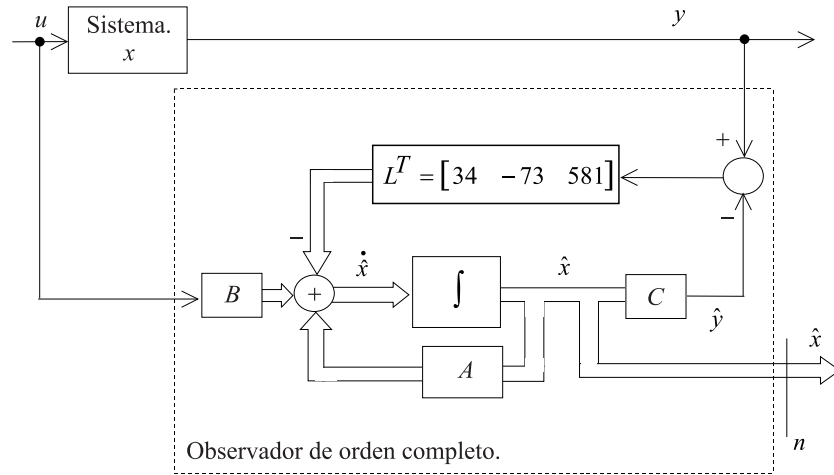 u
Sistema.
x
y
+
L^T = [34 -73 581]
−
−
ẋ̂
x̂
B
+
∫
C
ŷ
x̂
A
n
Observador de orden completo.